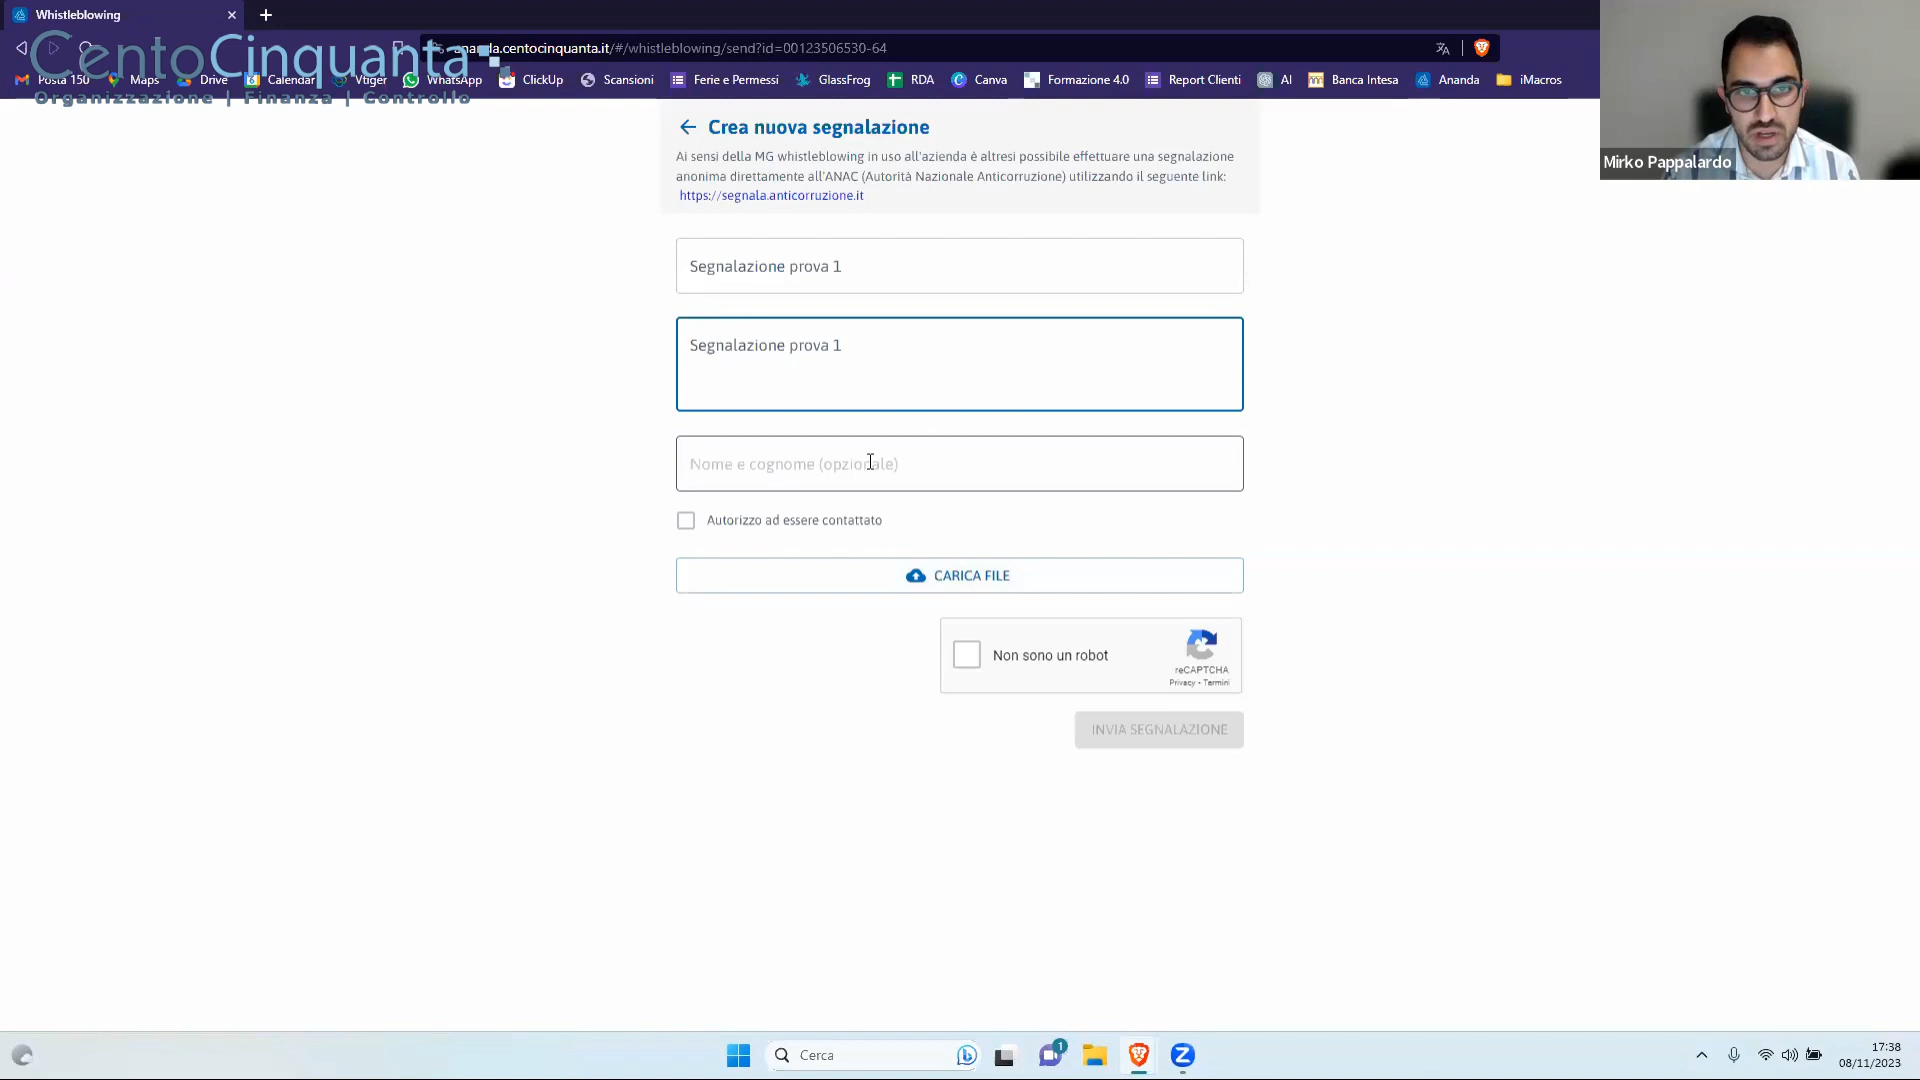 Whistleblowing
CentoCinquanta
Organizzazione | Finanza | Controllo
.centocinquanta.it/#/whistleblowing/send?id=00123506530-64
Posta 150
Maps
Drive
Calendar
Vtiger
WhatsApp
ClickUp
Scansioni
Ferie e Permessi
GlassFrog
RDA
Canva
Formazione 4.0
Report Clienti
AI
Banca Intesa
Ananda
iMacros
Mirko Pappalardo
Crea nuova segnalazione
Ai sensi della MG whistleblowing in uso all'azienda è altresi possibile effettuare una segnalazione
anonima direttamente all'ANAC (Autorità Nazionale Anticorruzione) utilizzando il seguente link:
https://segnala.anticorruzione.it
Segnalazione prova 1
Segnalazione prova 1
Nome e cognome (opzionale)
Autorizzo ad essere contattato
CARICA FILE
Non sono un robot
reCAPTCHA
Privacy - Termini
INVIA SEGNALAZIONE
Cerca
1
17:38
08/11/2023